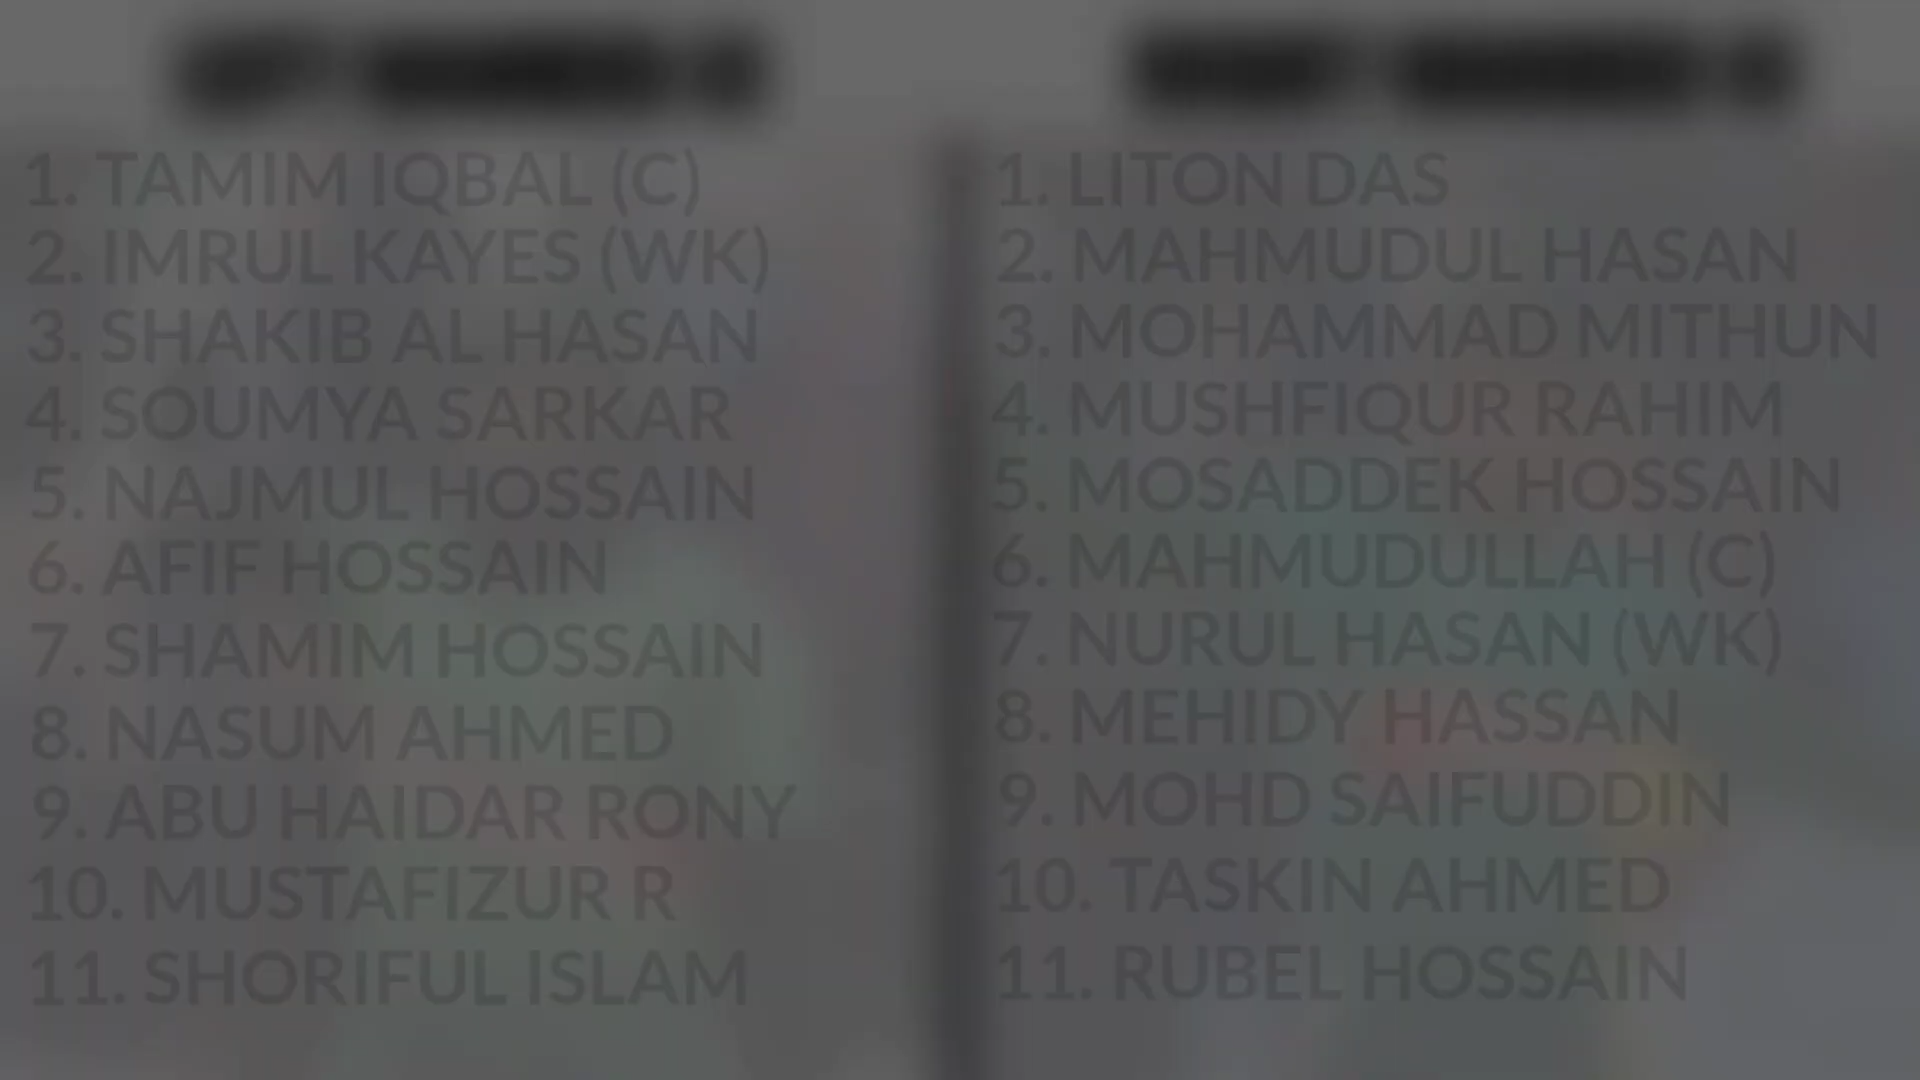 1. TAMIM IQBAL (C)
2. IMRUL KAYES (WK)
3. SHAKIB AL HASAN
4. SOUMYA SARKAR
5. NAJMUL HOSSAIN
6. AFIF HOSSAIN
7. SHAMIM HOSSAIN
8. NASUM AHMED
9. ABU HAIDAR RONY
10. MUSTAFIZUR R
11. SHORIFUL ISLAM
1. LITON DAS
2. MAHMUDUL HASAN
3. MOHAMMAD MITHUN
4. MUSHFIQUR RAHIM
5. MOSADDEK HOSSAIN
6. MAHMUDULLAH (C)
7. NURUL HASAN (WK)
8. MEHIDY HASSAN
9. MOHD SAIFUDDIN
10. TASKIN AHMED
11. RUBEL HOSSAIN